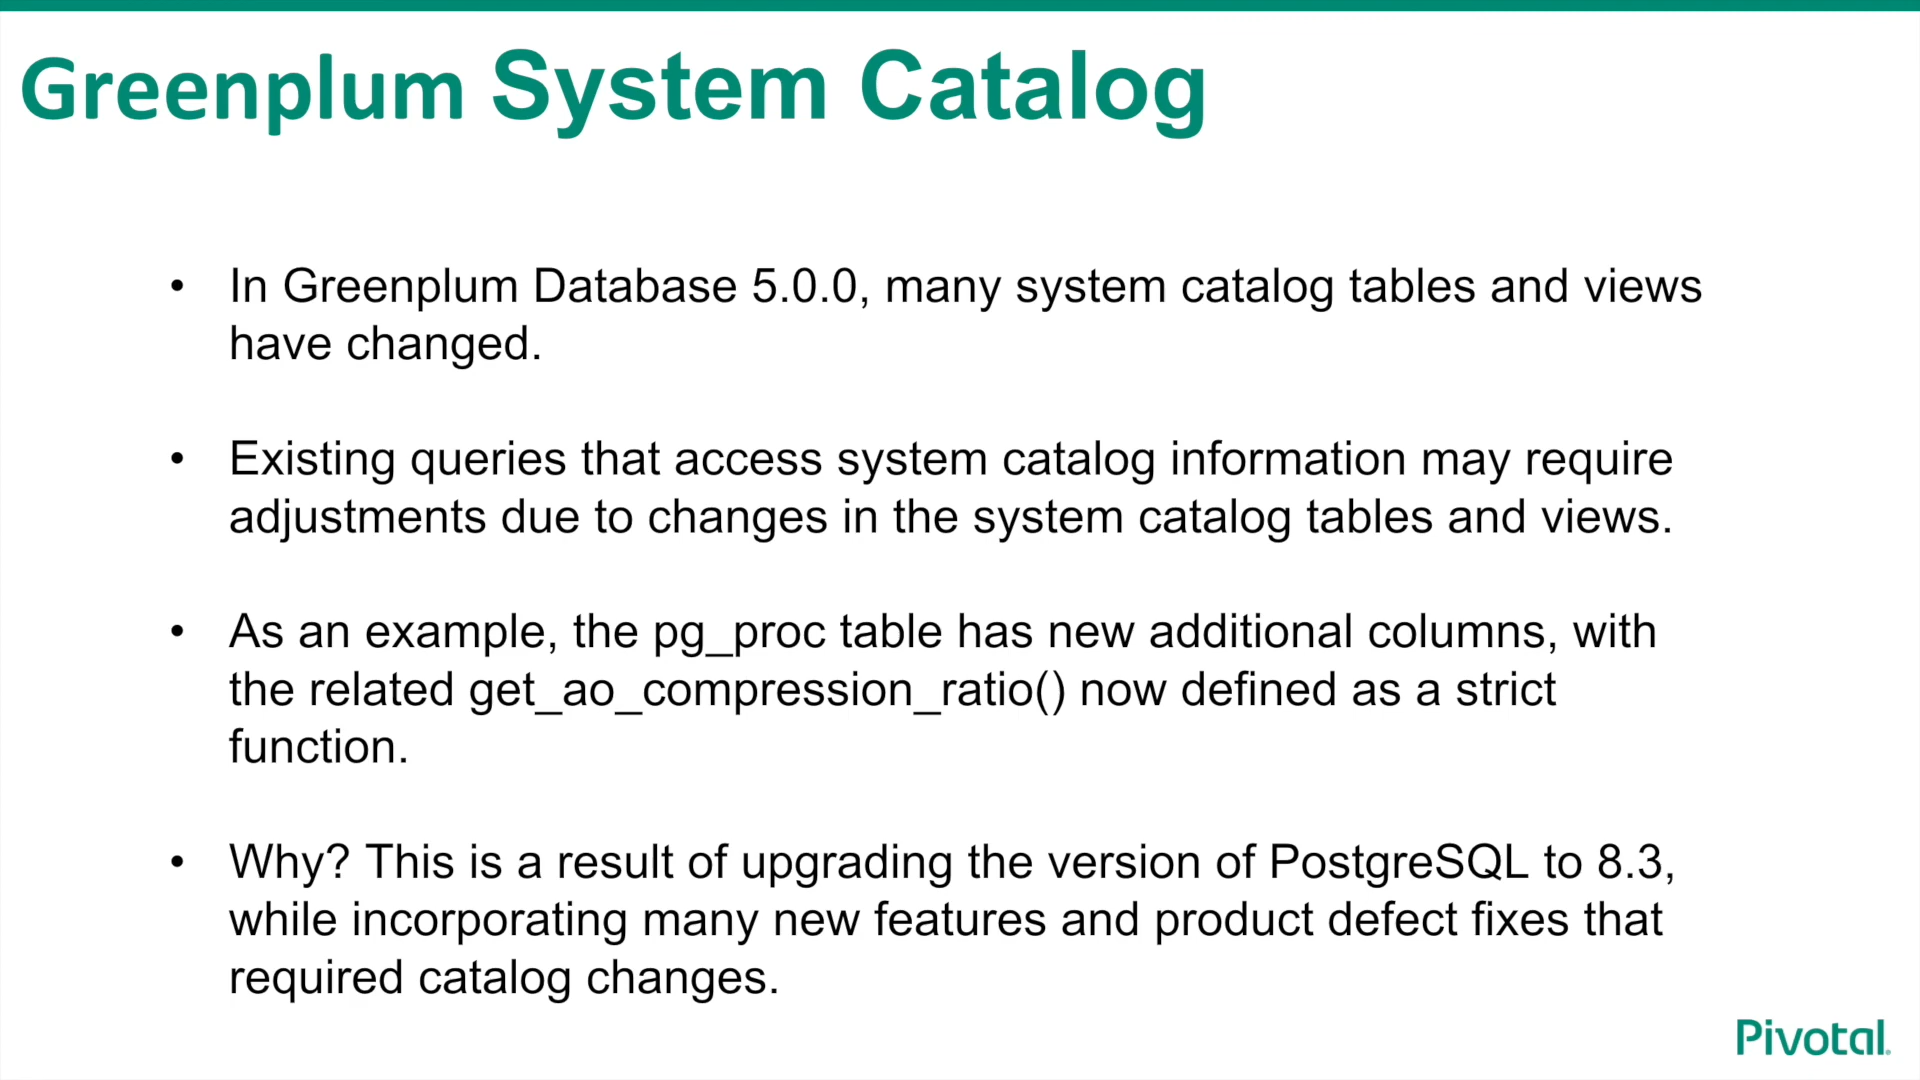 Greenplum System Catalog
• In Greenplum Database 5.0.0, many system catalog tables and views
have changed.
• Existing queries that access system catalog information may require
adjustments due to changes in the system catalog tables and views.
• As an example, the pg_proc table has new additional columns, with
the related get_ao_compression_ratio() now defined as a strict
function.
• Why? This is a result of upgrading the version of PostgreSQL to 8.3,
while incorporating many new features and product defect fixes that
required catalog changes.
Pivotal.